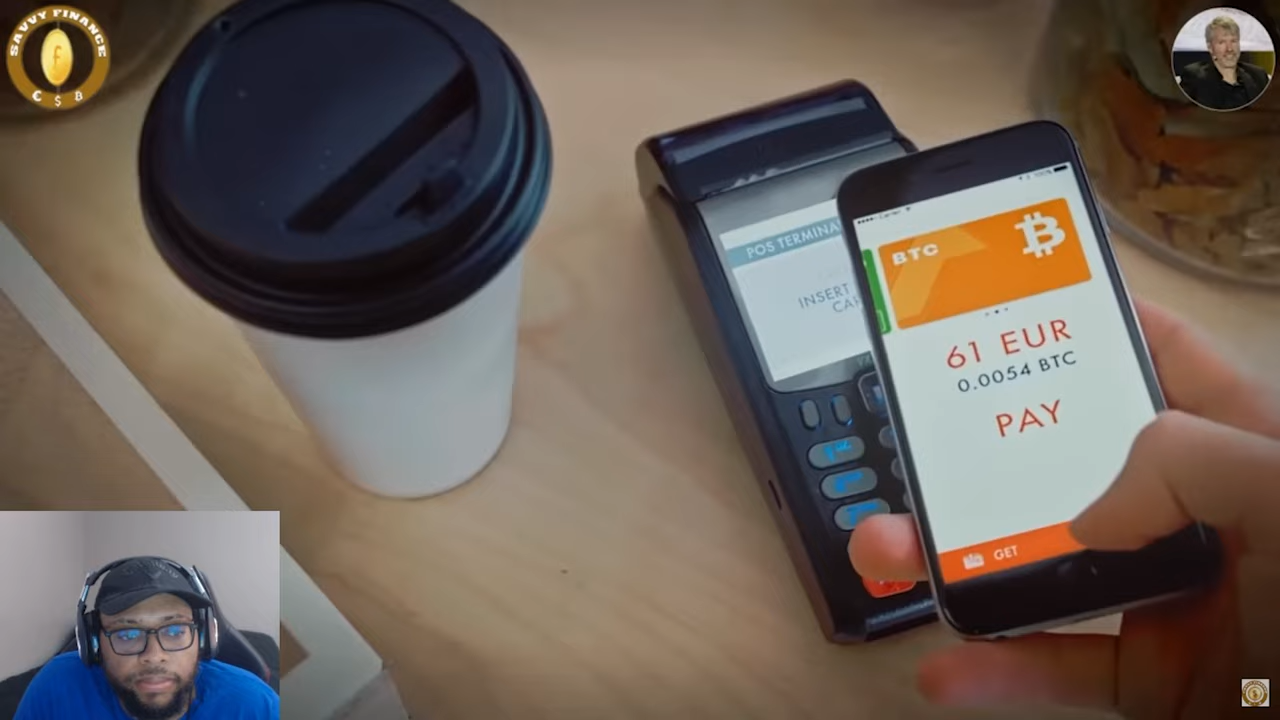 SAVVY FINANCE
€ $ B
POS TERMINAL
INSERT
BTC
61 EUR
0.0054 BTC
PAY
GET